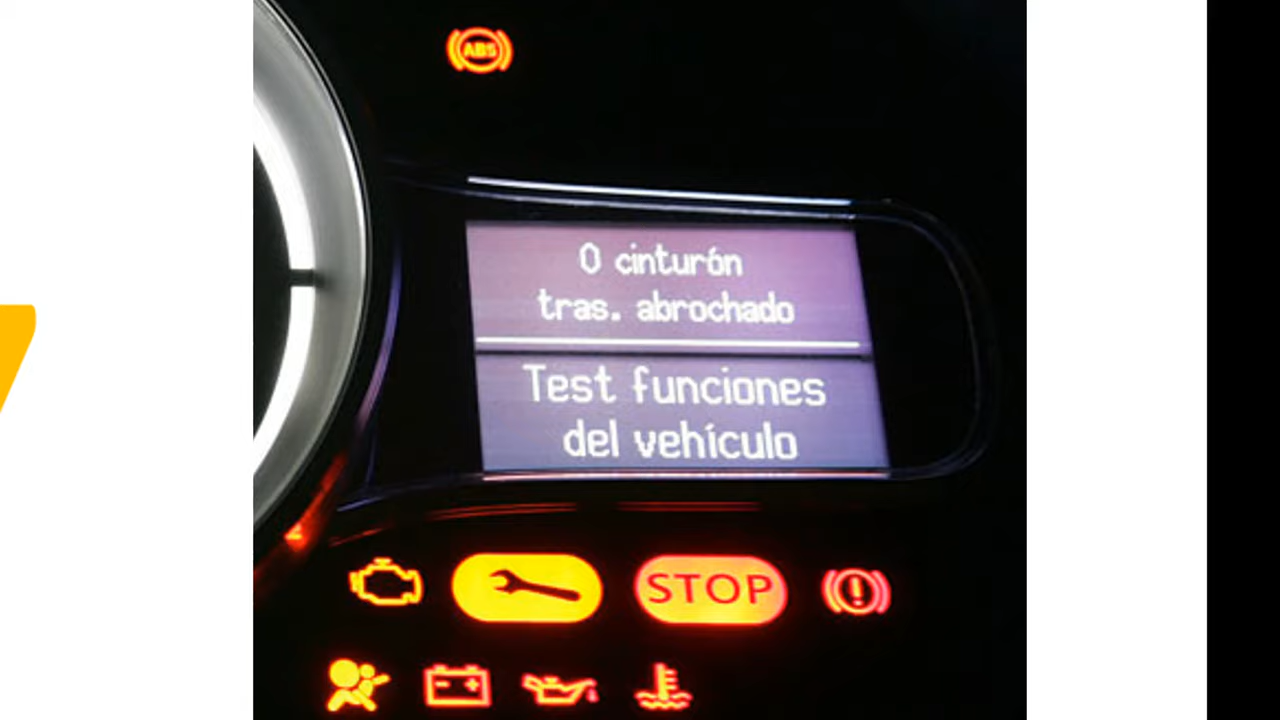 ABS
0 cinturón
tras. abrochado
Test funciones
del vehículo
STOP